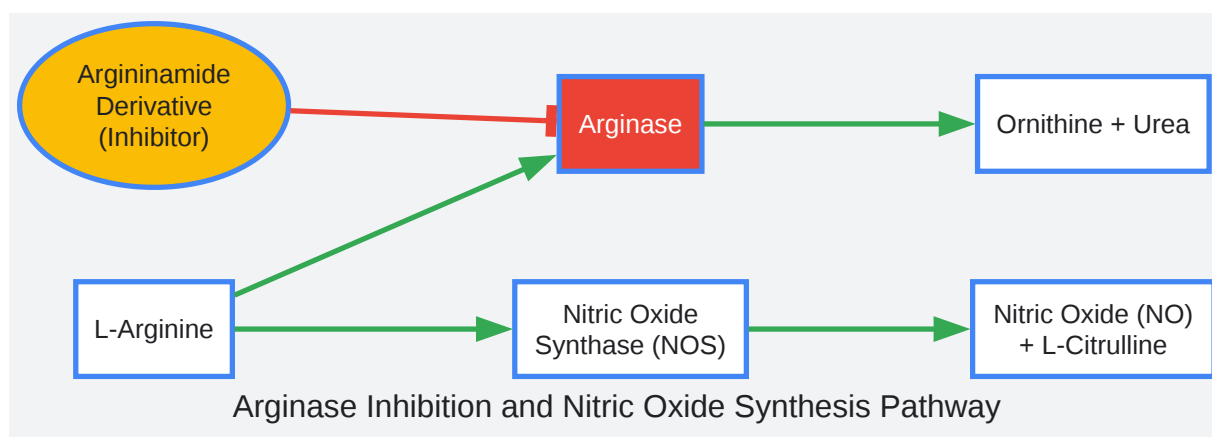 Argininamide
Derivative
(Inhibitor)
Arginase
Ornithine + Urea
L-Arginine
Nitric Oxide
Synthase (NOS)
Nitric Oxide (NO)
+ L-Citrulline
Arginase Inhibition and Nitric Oxide Synthesis Pathway